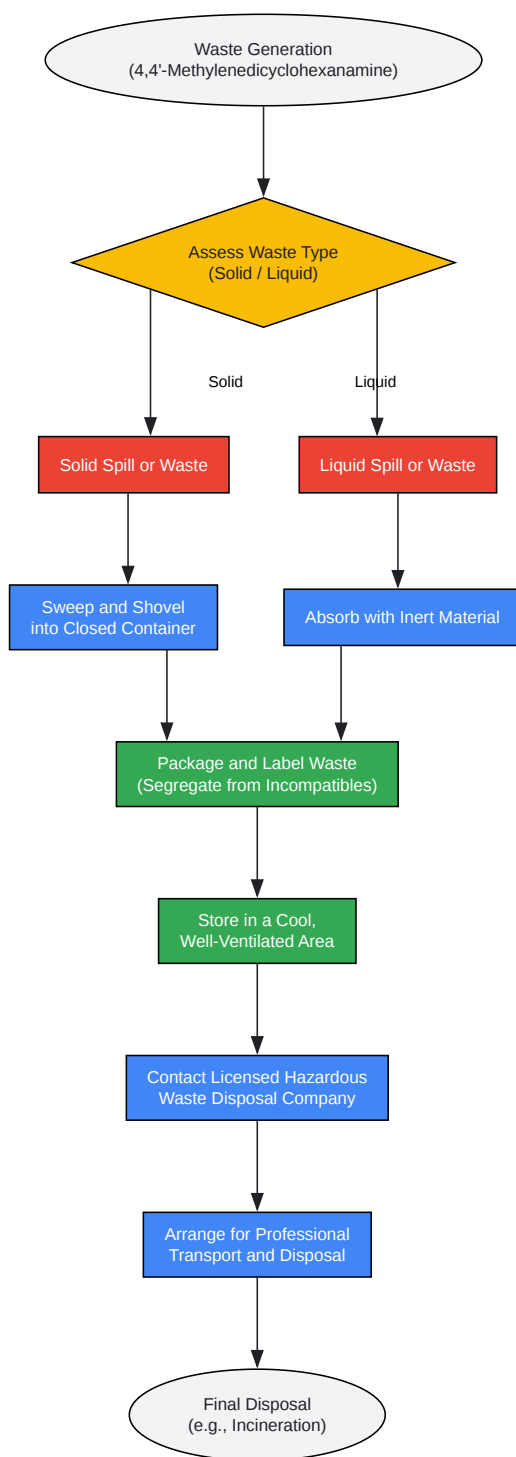 Waste Generation
(4,4'-Methylenedicyclohexanamine)
Assess Waste Type
(Solid / Liquid)
Solid
Liquid
Solid Spill or Waste
Liquid Spill or Waste
Sweep and Shovel
into Closed Container
Absorb with Inert Material
Package and Label Waste
(Segregate from Incompatibles)
Store in a Cool,
Well-Ventilated Area
Contact Licensed Hazardous
Waste Disposal Company
Arrange for Professional
Transport and Disposal
Final Disposal
(e.g., Incineration)